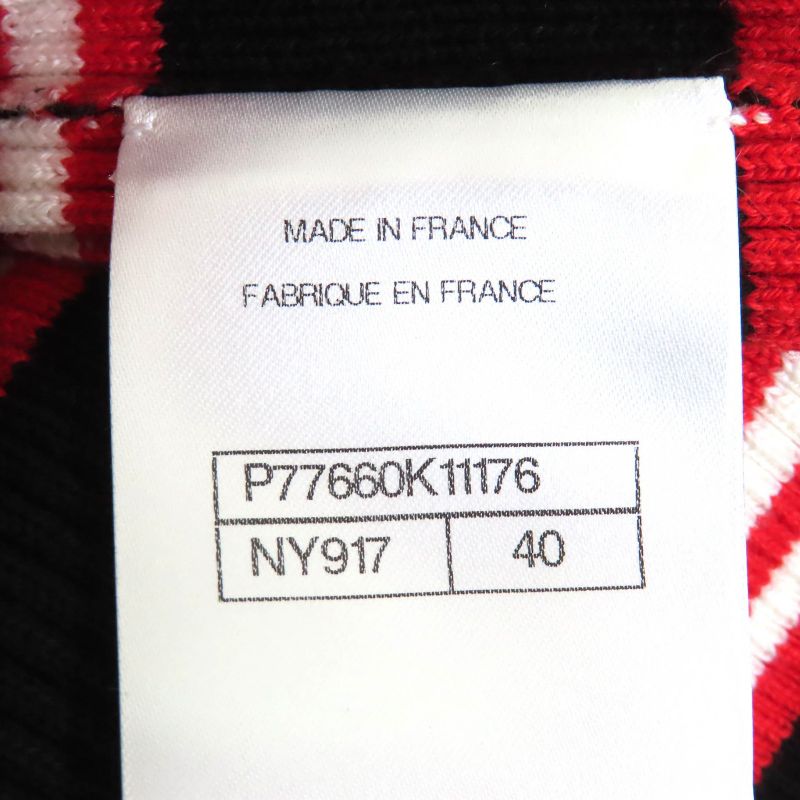 MADE IN FRANCE
FABRIQUE EN FRANCE
P77660K11176
NY917 40